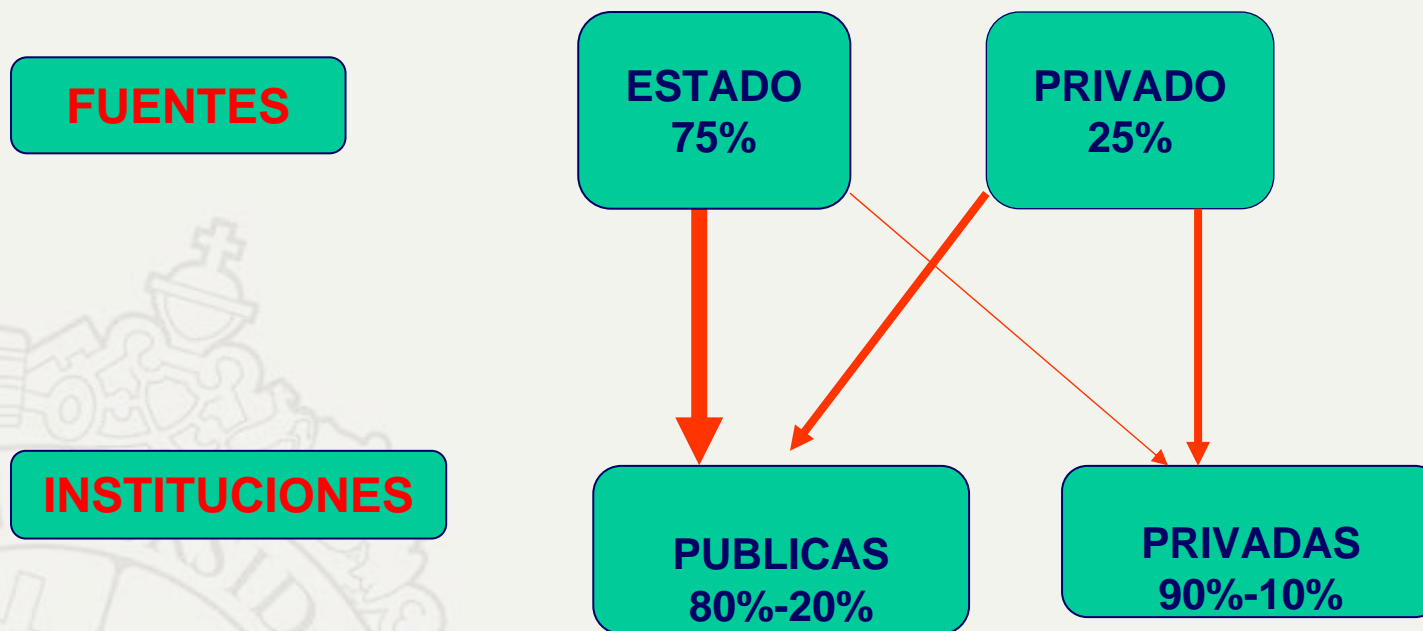 FUENTES
ESTADO
75%
PRIVADO
25%
INSTITUCIONES
PUBLICAS
80%-20%
PRIVADAS
90%-10%